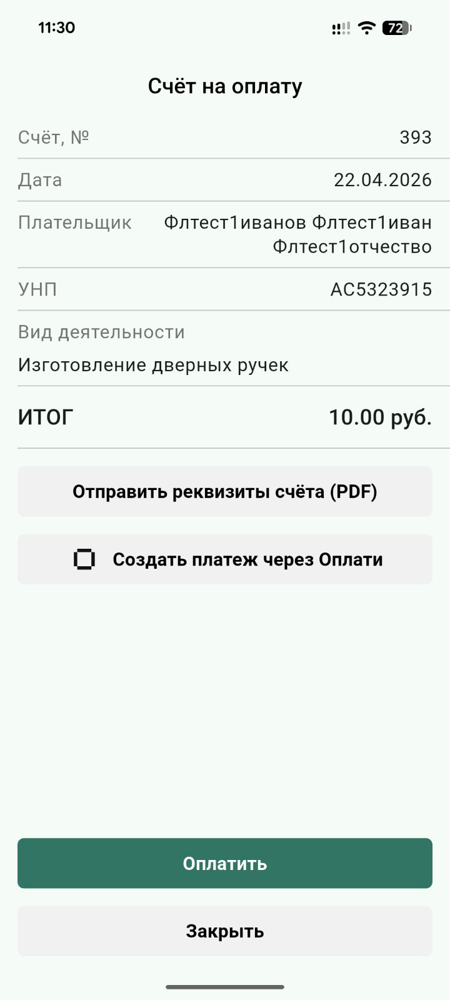 11:30
72
Счёт на оплату
Счёт, № 393
Дата 22.04.2026
Плательщик Флтест1иванов Флтест1иван
Флтест1отчество
УНП АС5323915
Вид деятельности
Изготовление дверных ручек
ИТОГ 10.00 руб.
Отправить реквизиты счёта (PDF)
Создать платеж через Оплати
Оплатить
Закрыть